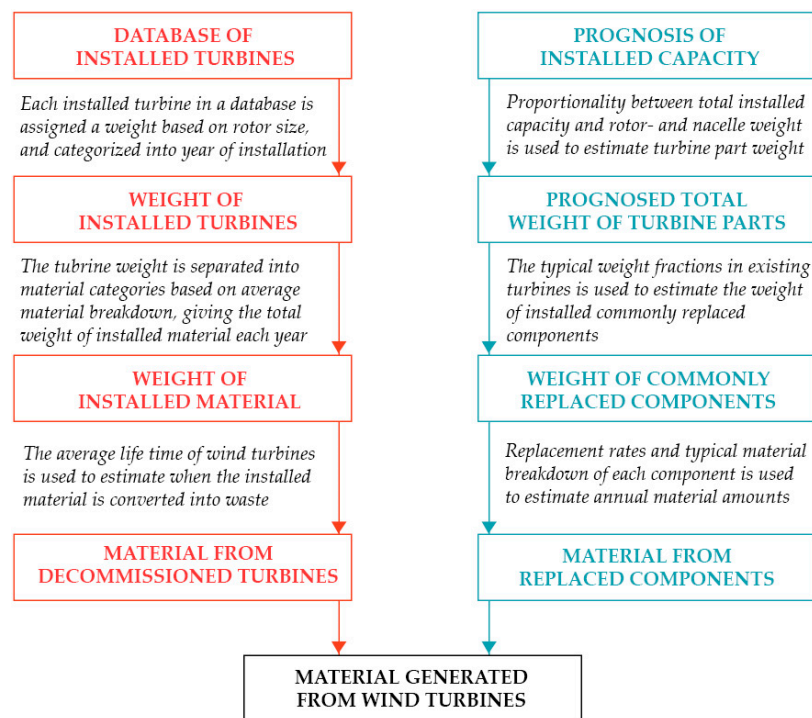 DATABASE OF
INSTALLED TURBINES
Each installed turbine in a database is
assigned a weight based on rotor size,
and categorized into year of installation
WEIGHT OF
INSTALLED TURBINES
The tubrine weight is separated into
material categories based on average
material breakdown, giving the total
weight of installed material each year
WEIGHT OF
INSTALLED MATERIAL
The average life time of wind turbines
is used to estimate when the installed
material is converted into waste
MATERIAL FROM
DECOMMISSIONED TURBINES
PROGNOSIS OF
INSTALLED CAPACITY
Proportionality between total installed
capacity and rotor- and nacelle weight
is used to estimate turbine part weight
PROGNOSED TOTAL
WEIGHT OF TURBINE PARTS
The typical weight fractions in existing
turbines is used to estimate the weight
of installed commonly replaced
components
WEIGHT OF COMMONLY
REPLACED COMPONENTS
Replacement rates and typical material
breakdown of each component is used
to estimate annual material amounts
MATERIAL FROM
REPLACED COMPONENTS
MATERIAL GENERATED
FROM WIND TURBINES